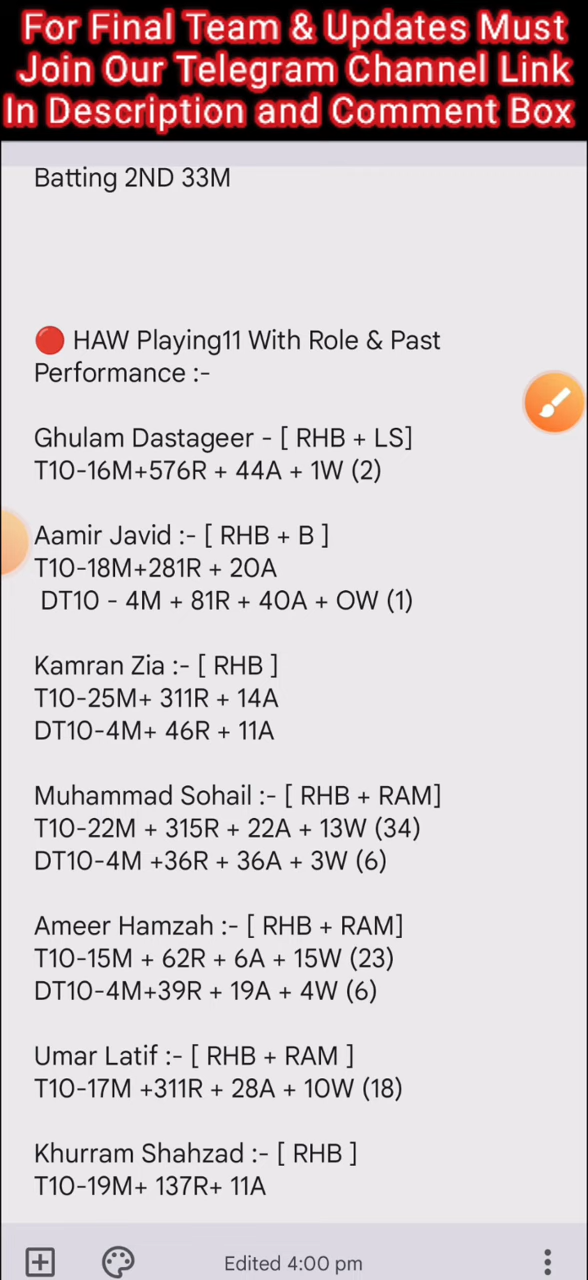 For Final Team & Updates Must
Join Our Telegram Channel Link
In Description and Comment Box
Batting 2ND 33M
🔴 HAW Playing11 With Role & Past
Performance :-
Ghulam Dastageer - [ RHB + LS]
T10-16M+576R + 44A + 1W (2)
Aamir Javid :- [ RHB + B ]
T10-18M+281R + 20A
DT10 - 4M + 81R + 40A + 0W (1)
Kamran Zia :- [ RHB ]
T10-25M+ 311R + 14A
DT10-4M+ 46R + 11A
Muhammad Sohail :- [ RHB + RAM]
T10-22M + 315R + 22A + 13W (34)
DT10-4M +36R + 36A + 3W (6)
Ameer Hamzah :- [ RHB + RAM]
T10-15M + 62R + 6A + 15W (23)
DT10-4M+39R + 19A + 4W (6)
Umar Latif :- [ RHB + RAM ]
T10-17M +311R + 28A + 10W (18)
Khurram Shahzad :- [ RHB ]
T10-19M+ 137R+ 11A
Edited 4:00 pm